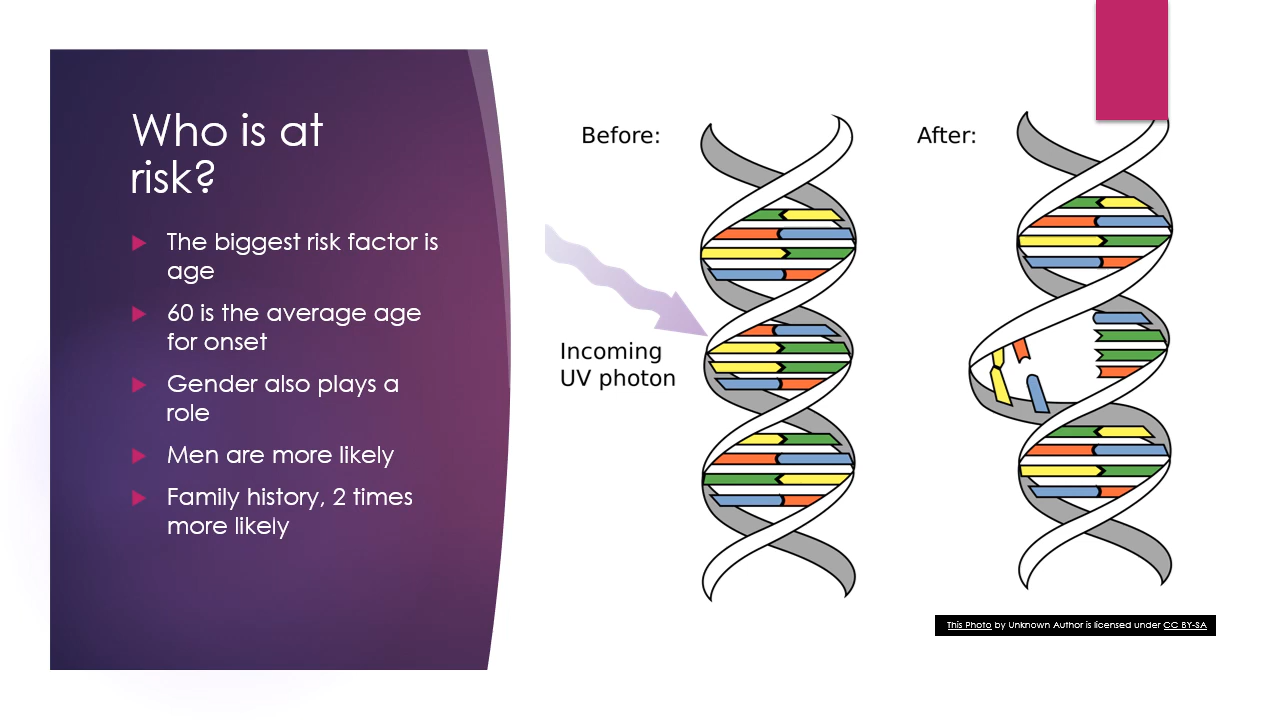 Who is at
risk?
The biggest risk factor is
age
60 is the average age
for onset
Gender also plays a
role
Men are more likely
Family history, 2 times
more likely
Before:
After:
Incoming
UV photon
This Photo by Unknown Author is licensed under CC BY-SA